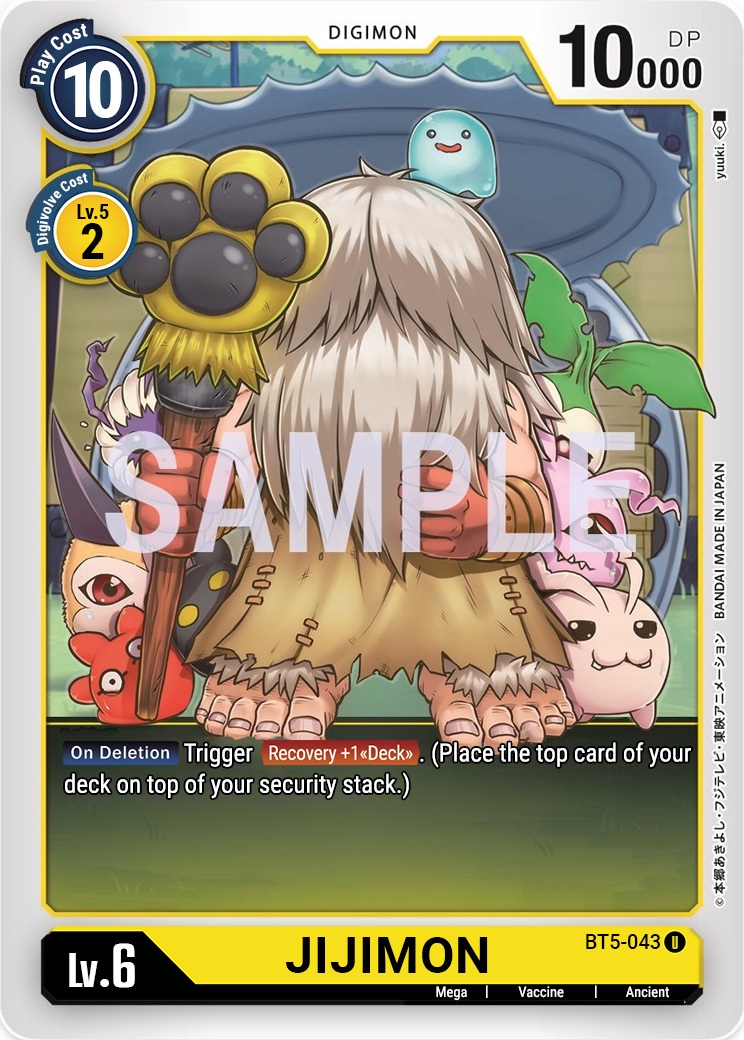 Play Cost
10
DIGIMON
DP
10000
Digivolve Cost
Lv.5
2
yuuki.
SAMPLE
BANDAI MADE IN JAPAN
©本郷あきよし・フジテレビ・東映アニメーション
On Deletion Trigger Recovery +1«Deck». (Place the top card of your
deck on top of your security stack.)
BT5-043 U
Lv.6
JIJIMON
Mega | Vaccine | Ancient